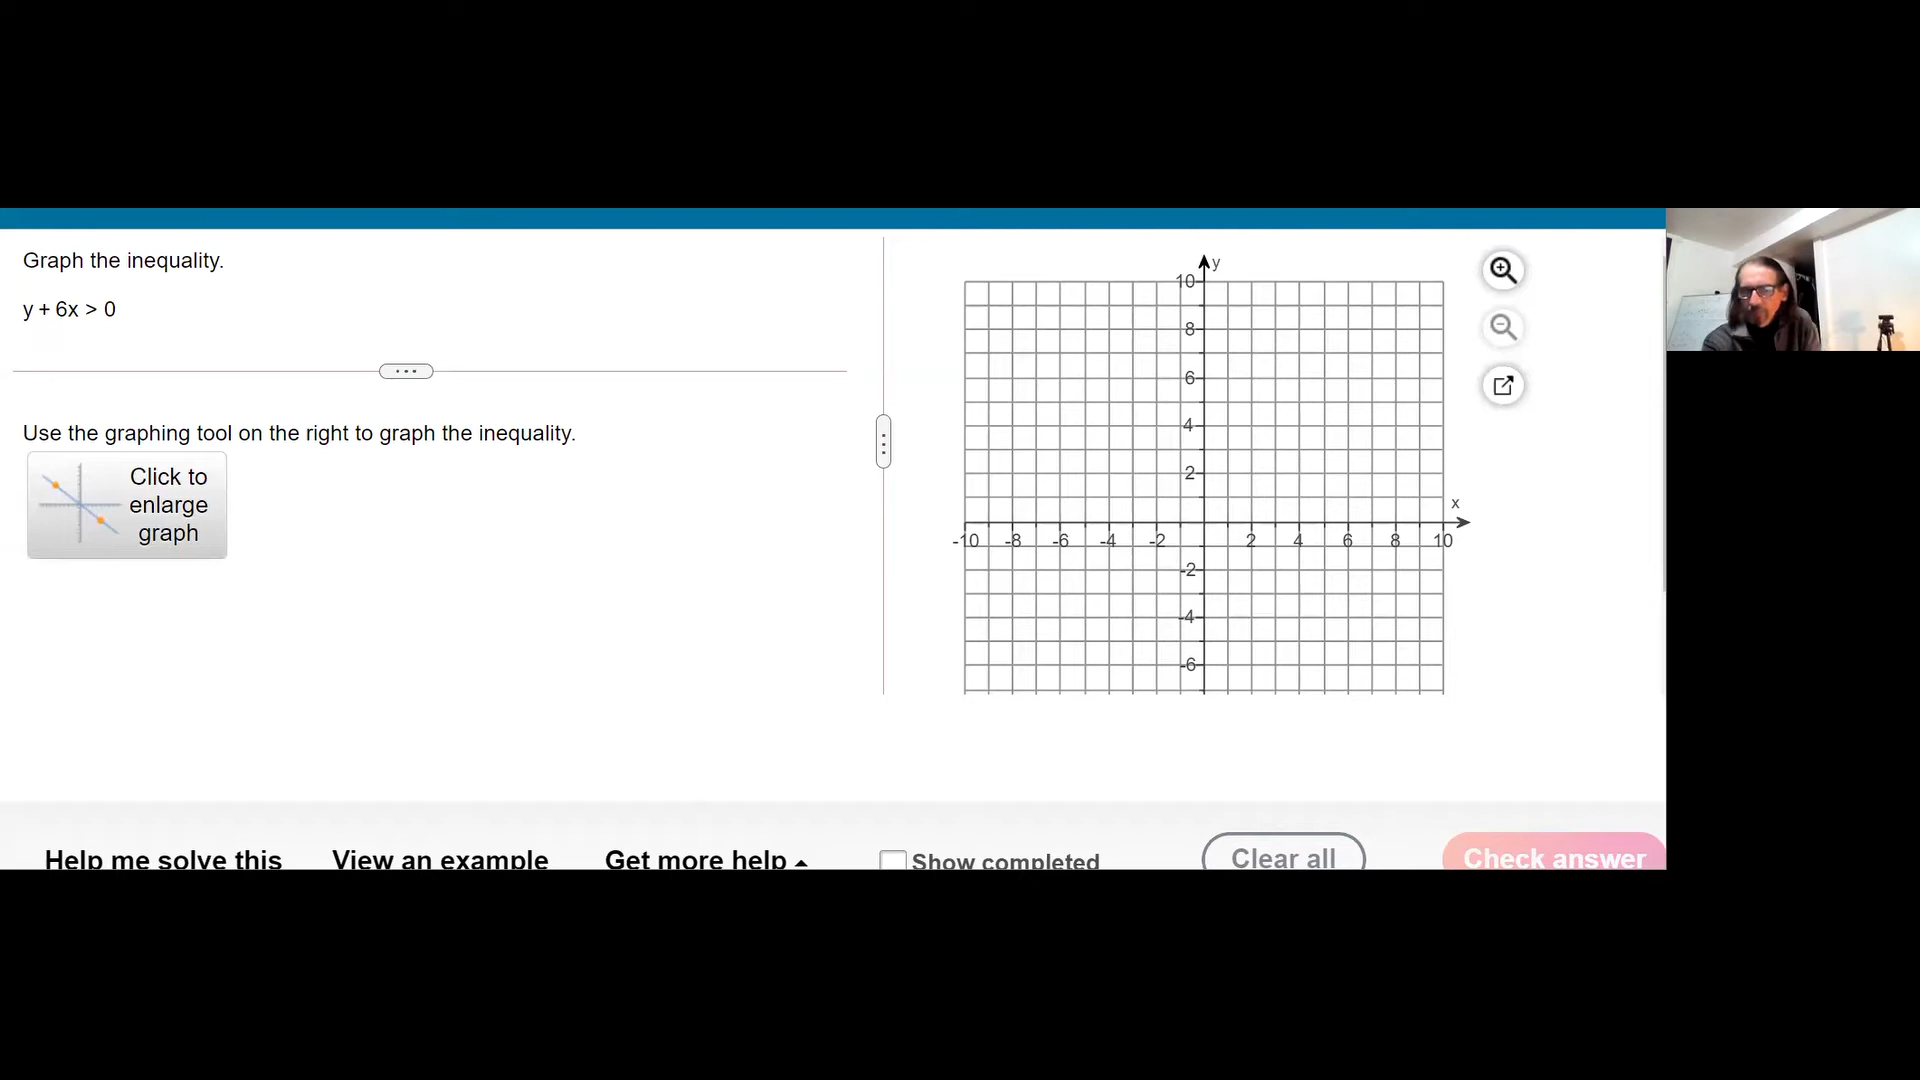 Graph the inequality.
y + 6x > 0
Use the graphing tool on the right to graph the inequality.
Click to
enlarge
graph
y
10
8
6
4
2
x
-10 -8 -6 -4 -2 2 4 6 8 10
-2
-4
-6
Help me solve this View an example Get more help Show completed Clear all Check answer